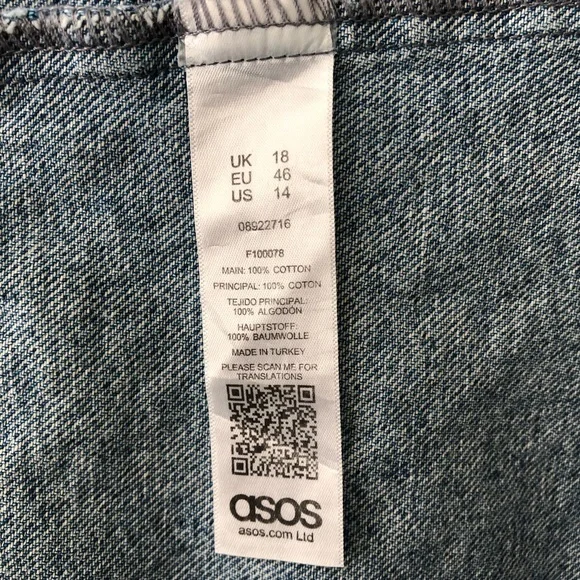 UK 18
EU 46
US 14
08922716
F100078
MAIN: 100% COTTON
PRINCIPAL: 100% COTON
TEJIDO PRINCIPAL:
100% ALGODÓN
HAUPTSTOFF:
100% BAUMWOLLE
MADE IN TURKEY
PLEASE SCAN ME FOR
TRANSLATIONS
asos
asos.com Ltd